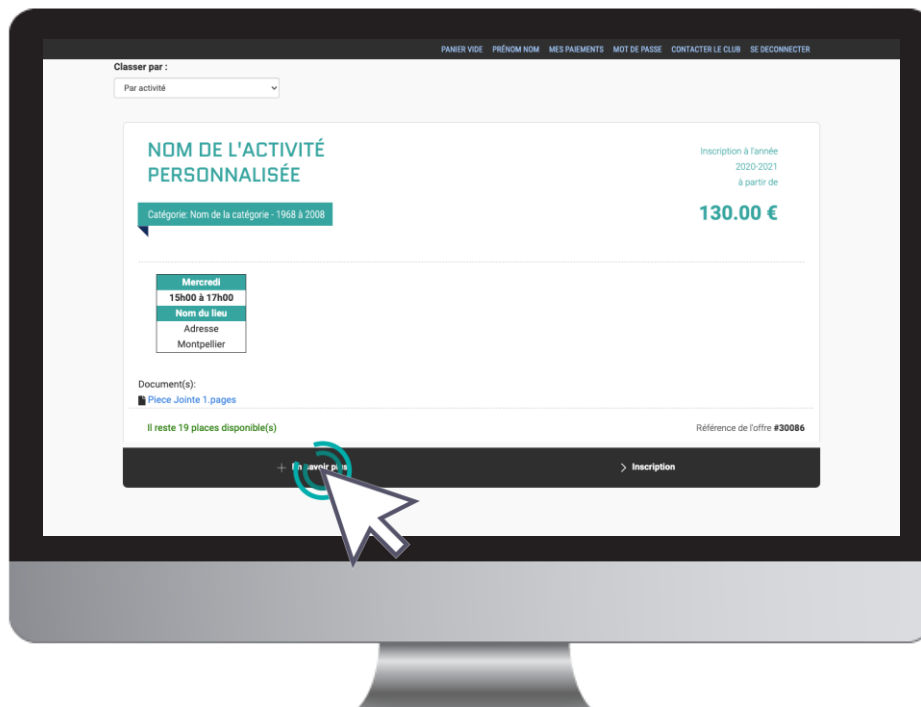 PANIER VIDE PRÉNOM NOM MES PAIEMENTS MOT DE PASSE CONTACTER LE CLUB SE DECONNECTER
Classer par :
Par activité
NOM DE L'ACTIVITÉ
PERSONNALISÉE
Inscription à l'année
2020-2021
à partir de
130.00 €
Catégorie: Nom de la catégorie - 1968 à 2008
Mercredi
15h00 à 17h00
Nom du lieu
Adresse
Montpellier
Document(s):
Piece Jointe 1.pages
Il reste 19 places disponible(s)
Référence de l'offre #30086
+ En savoir plus
> Inscription